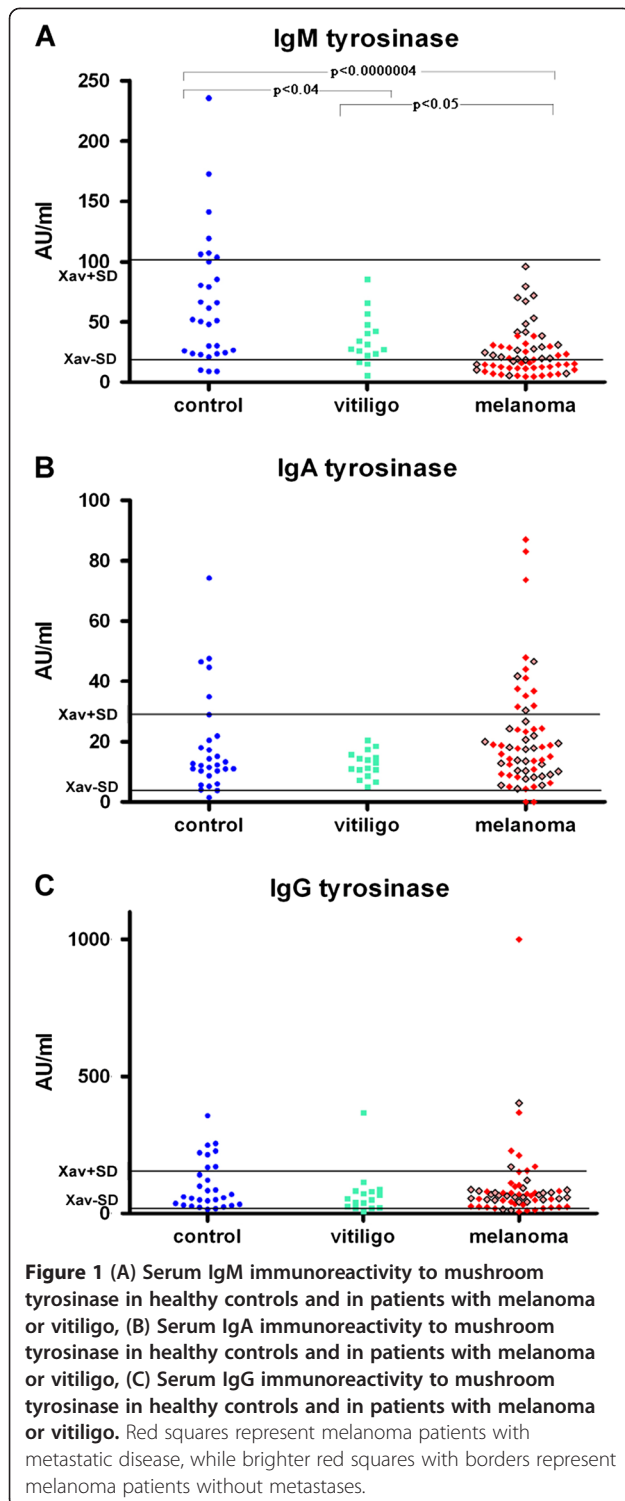 A
IgM tyrosinase
p<0.0000004
p<0.04
p<0.05
250
200
150
100
50
0
AU/ml
Xav+SD
Xav-SD
control vitiligo melanoma
B
IgA tyrosinase
100
80
60
40
20
0
AU/ml
Xav+SD
Xav-SD
control vitiligo melanoma
C
IgG tyrosinase
1000
500
0
AU/ml
Xav+SD
Xav-SD
control vitiligo melanoma
Figure 1 (A) Serum IgM immunoreactivity to mushroom
tyrosinase in healthy controls and in patients with melanoma
or vitiligo, (B) Serum IgA immunoreactivity to mushroom
tyrosinase in healthy controls and in patients with melanoma
or vitiligo, (C) Serum IgG immunoreactivity to mushroom
tyrosinase in healthy controls and in patients with melanoma
or vitiligo. Red squares represent melanoma patients with
metastatic disease, while brighter red squares with borders represent
melanoma patients without metastases.